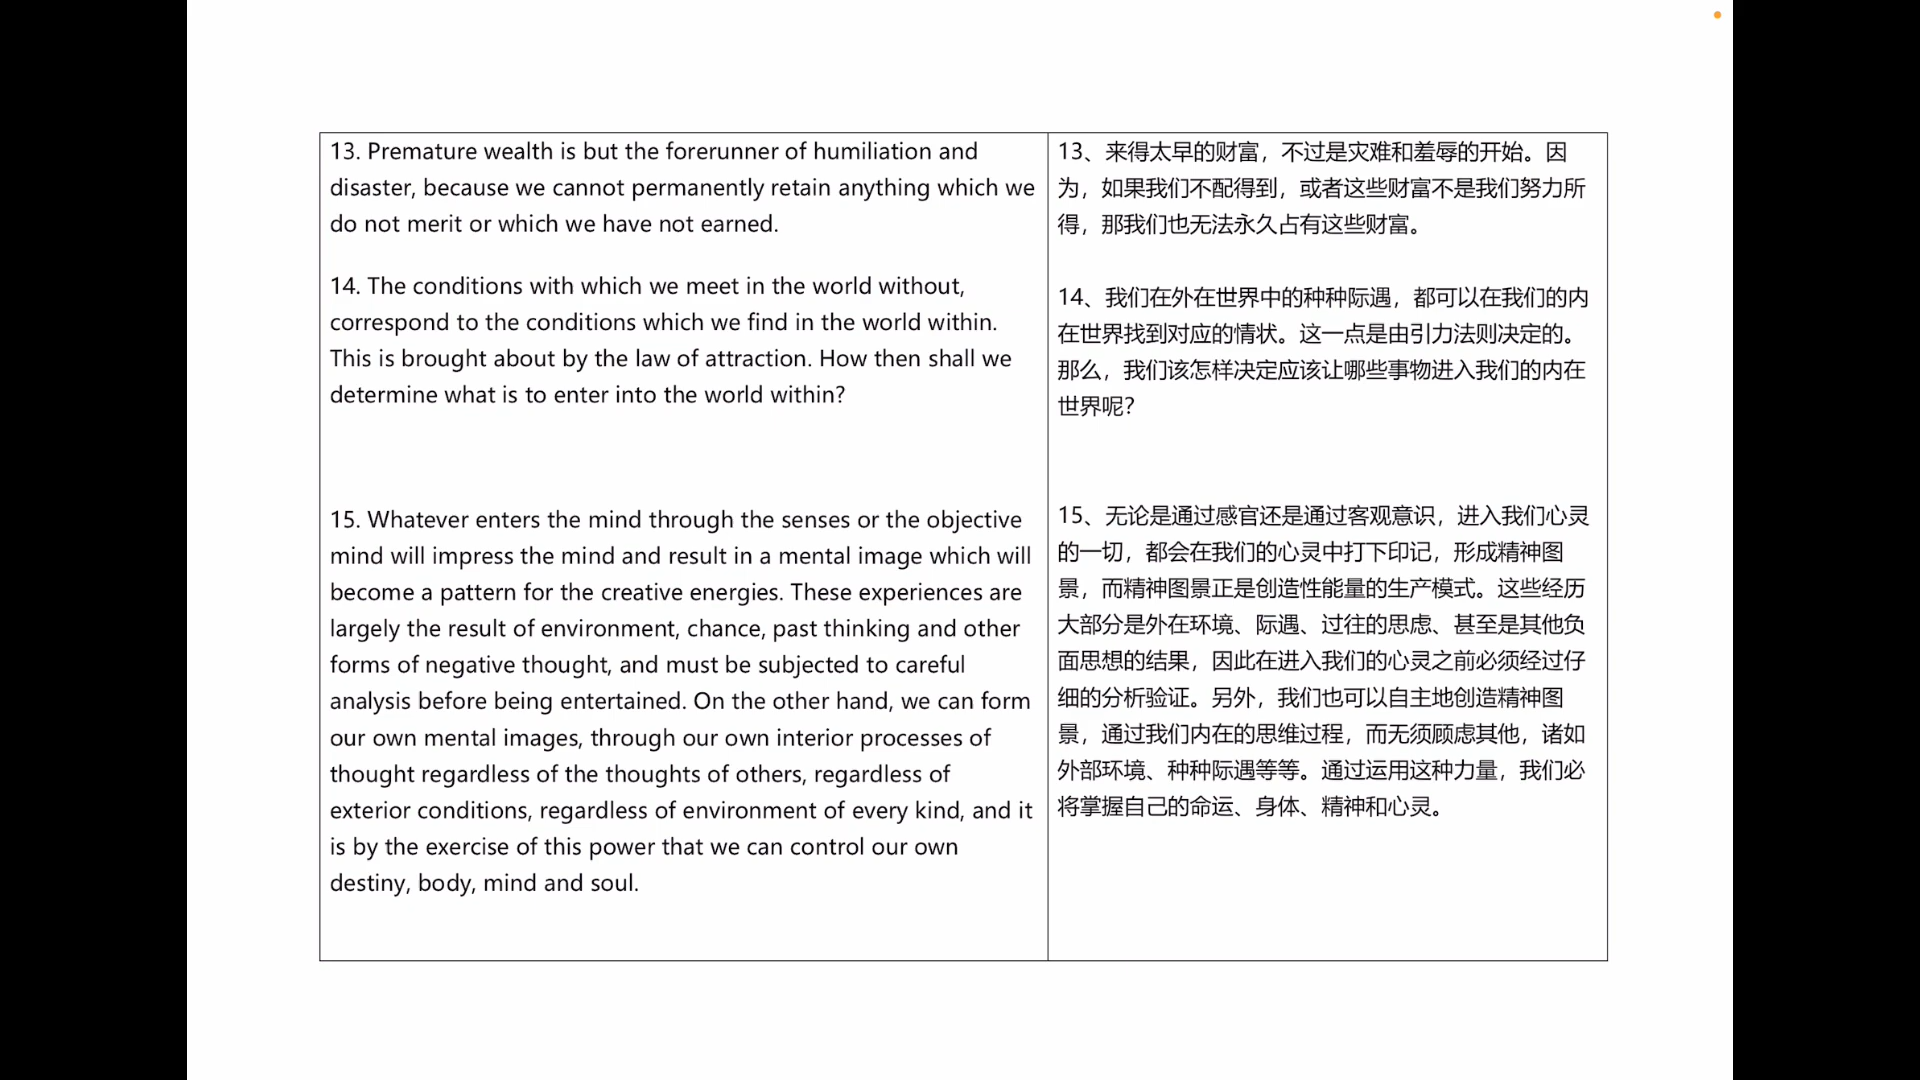 13. Premature wealth is but the forerunner of humiliation and
disaster, because we cannot permanently retain anything which we
do not merit or which we have not earned.
14. The conditions with which we meet in the world without,
correspond to the conditions which we find in the world within.
This is brought about by the law of attraction. How then shall we
determine what is to enter into the world within?
15. Whatever enters the mind through the senses or the objective
mind will impress the mind and result in a mental image which will
become a pattern for the creative energies. These experiences are
largely the result of environment, chance, past thinking and other
forms of negative thought, and must be subjected to careful
analysis before being entertained. On the other hand, we can form
our own mental images, through our own interior processes of
thought regardless of the thoughts of others, regardless of
exterior conditions, regardless of environment of every kind, and it
is by the exercise of this power that we can control our own
destiny, body, mind and soul.
13、来得太早的财富，不过是灾难和羞辱的开始。因
为，如果我们不配得到，或者这些财富不是我们努力所
得，那我们也无法永久占有这些财富。
14、我们在外在世界中的种种际遇，都可以在我们的内
在世界找到对应的情状。这一点是由引力法则决定的。
那么，我们该怎样决定应该让哪些事物进入我们的内在
世界呢？
15、无论是通过感官还是通过客观意识，进入我们心灵
的一切，都会在我们的心灵中打下印记，形成精神图
景，而精神图景正是创造性能量的生产模式。这些经历
大部分是外在环境、际遇、过往的思虑、甚至是其他负
面思想的结果，因此在进入我们的心灵之前必须经过仔
细的分析验证。另外，我们也可以自主地创造精神图
景，通过我们内在的思维过程，而无须顾虑其他，诸如
外部环境、种种际遇等等。通过运用这种力量，我们必
将掌握自己的命运、身体、精神和心灵。